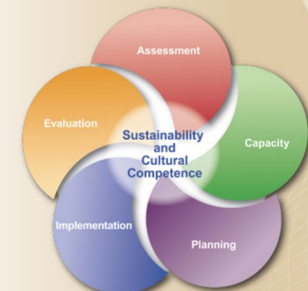 Assessment
Evaluation
Sustainability
and
Cultural
Competence
Capacity
Implementation
Planning